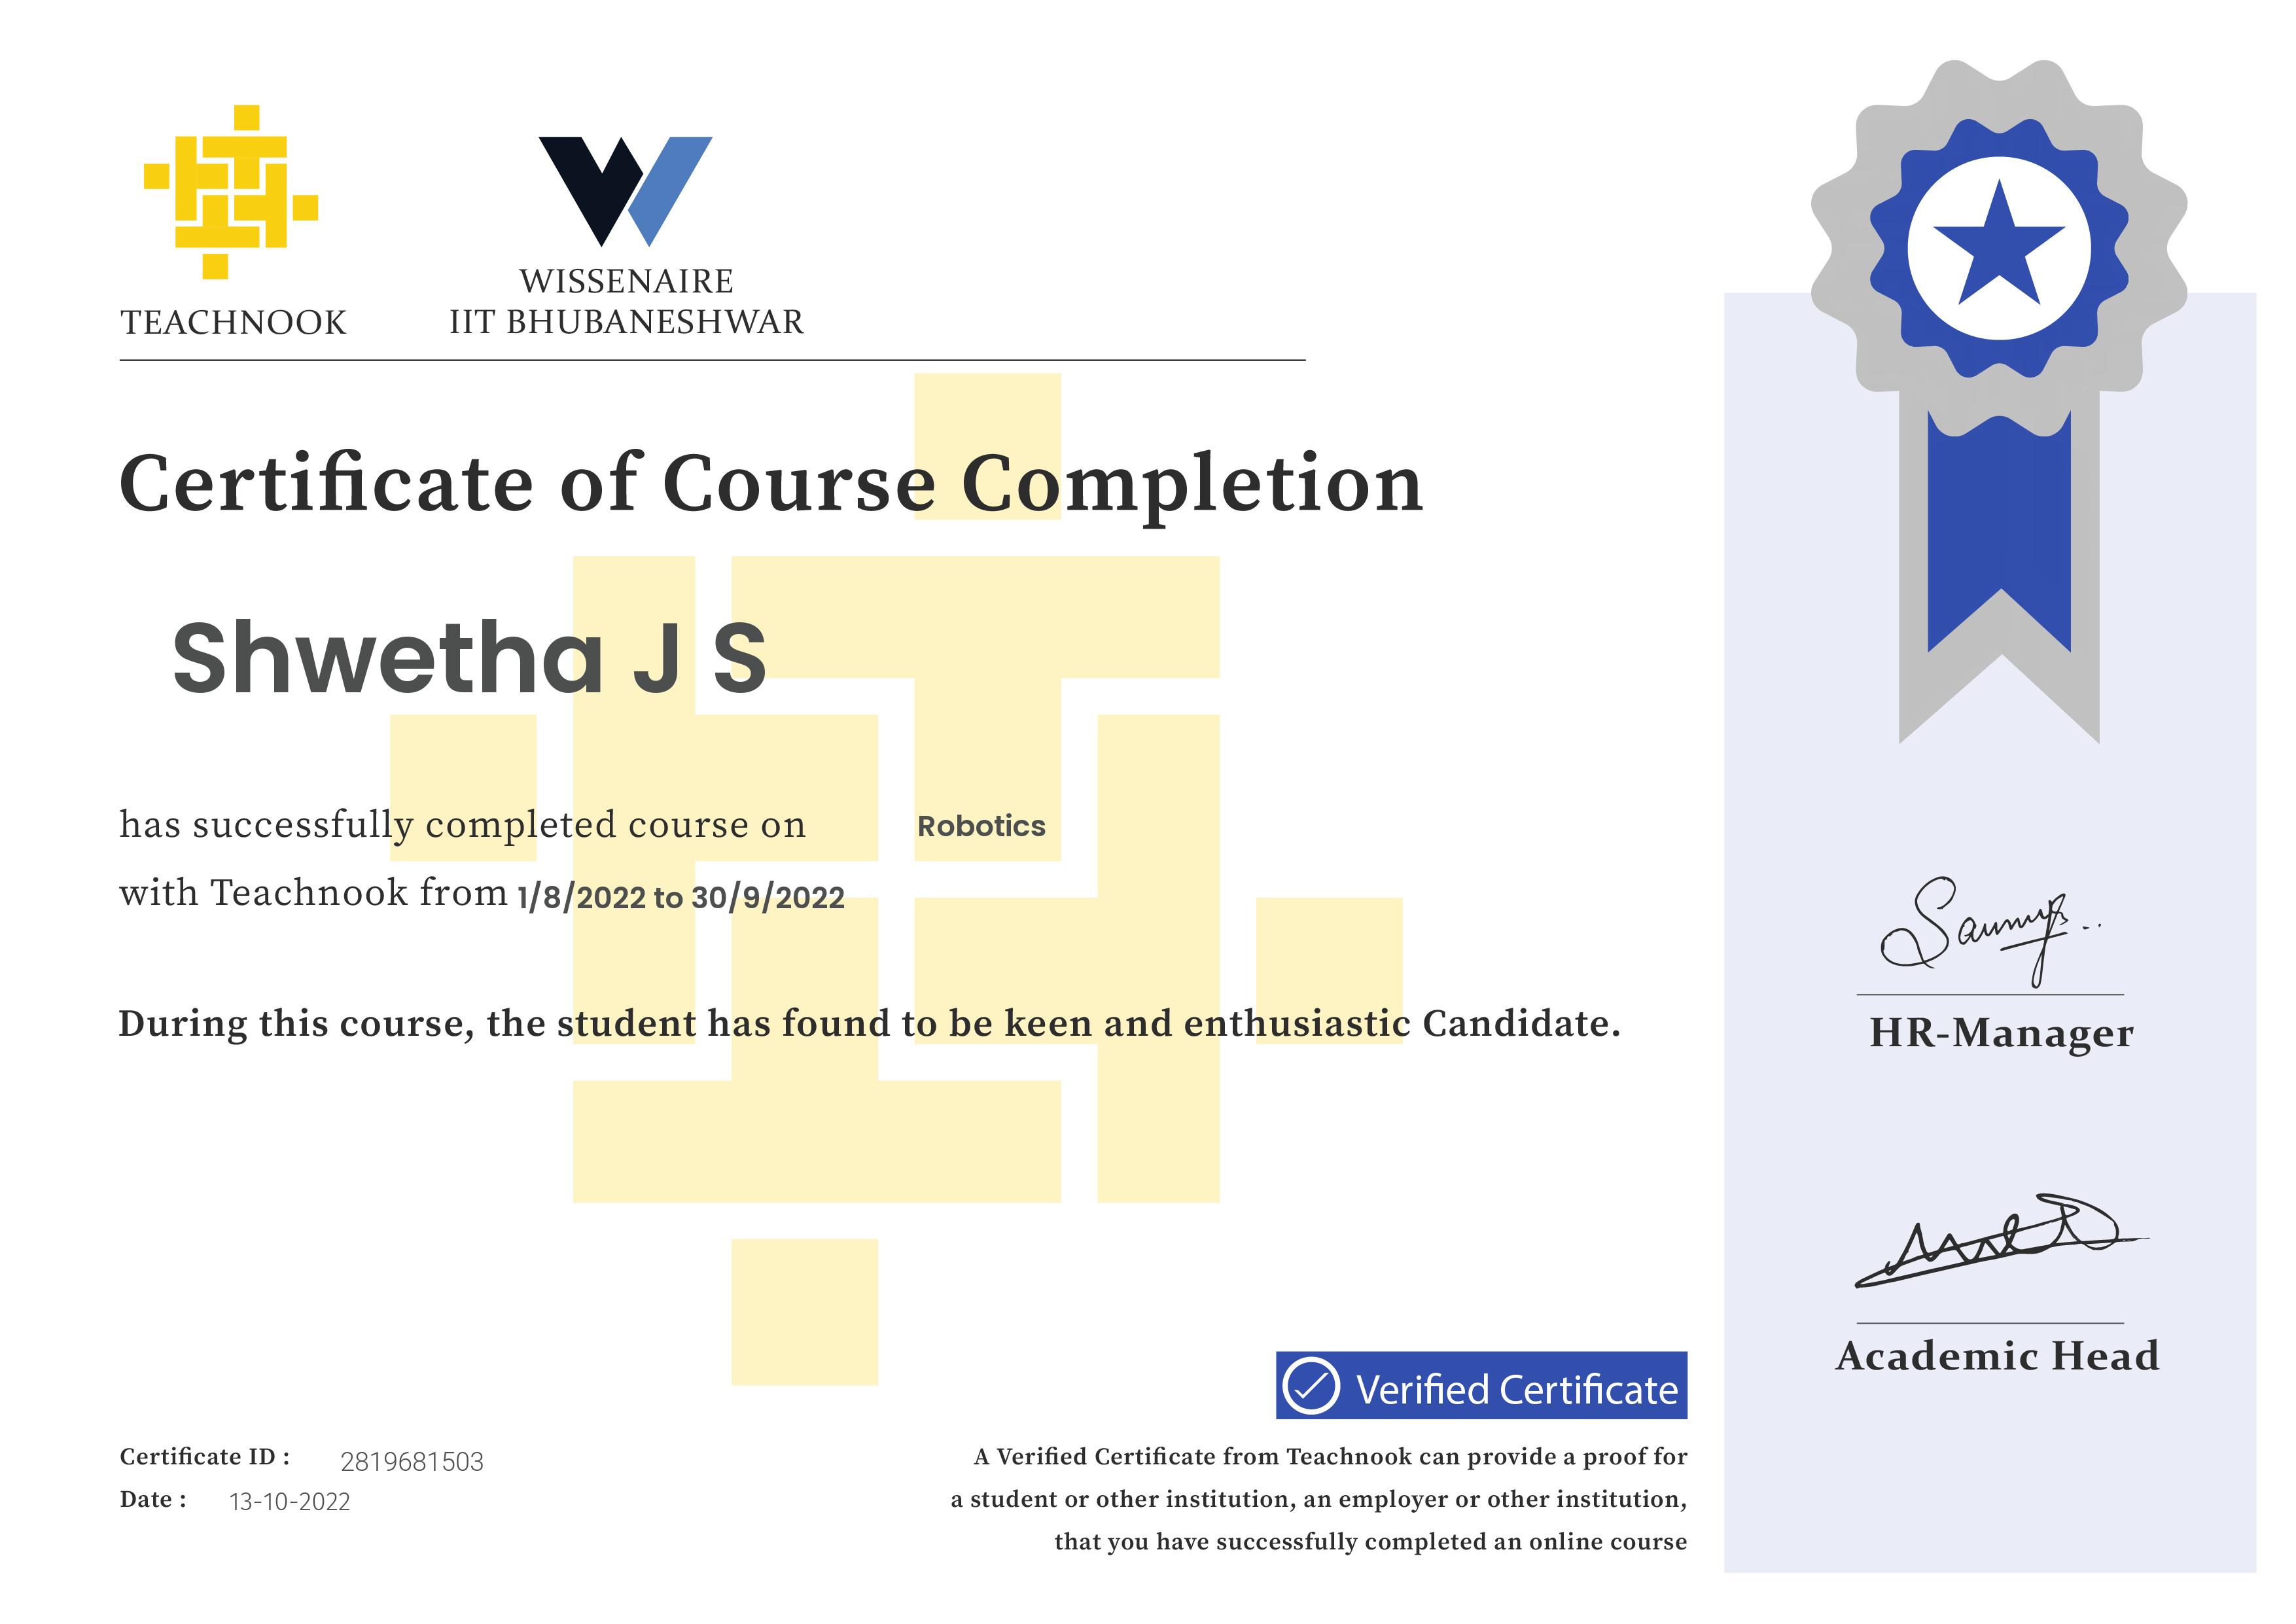 TEACHNOOK
WISSENAIRE
IIT BHUBANESHWAR
Certificate of Course Completion
Shwetha J S
has successfully completed course on Robotics
with Teachnook from 1/8/2022 to 30/9/2022
During this course, the student has found to be keen and enthusiastic Candidate.
HR-Manager
Academic Head
Verified Certificate
Certificate ID : 2819681503
Date : 13-10-2022
A Verified Certificate from Teachnook can provide a proof for
a student or other institution, an employer or other institution,
that you have successfully completed an online course